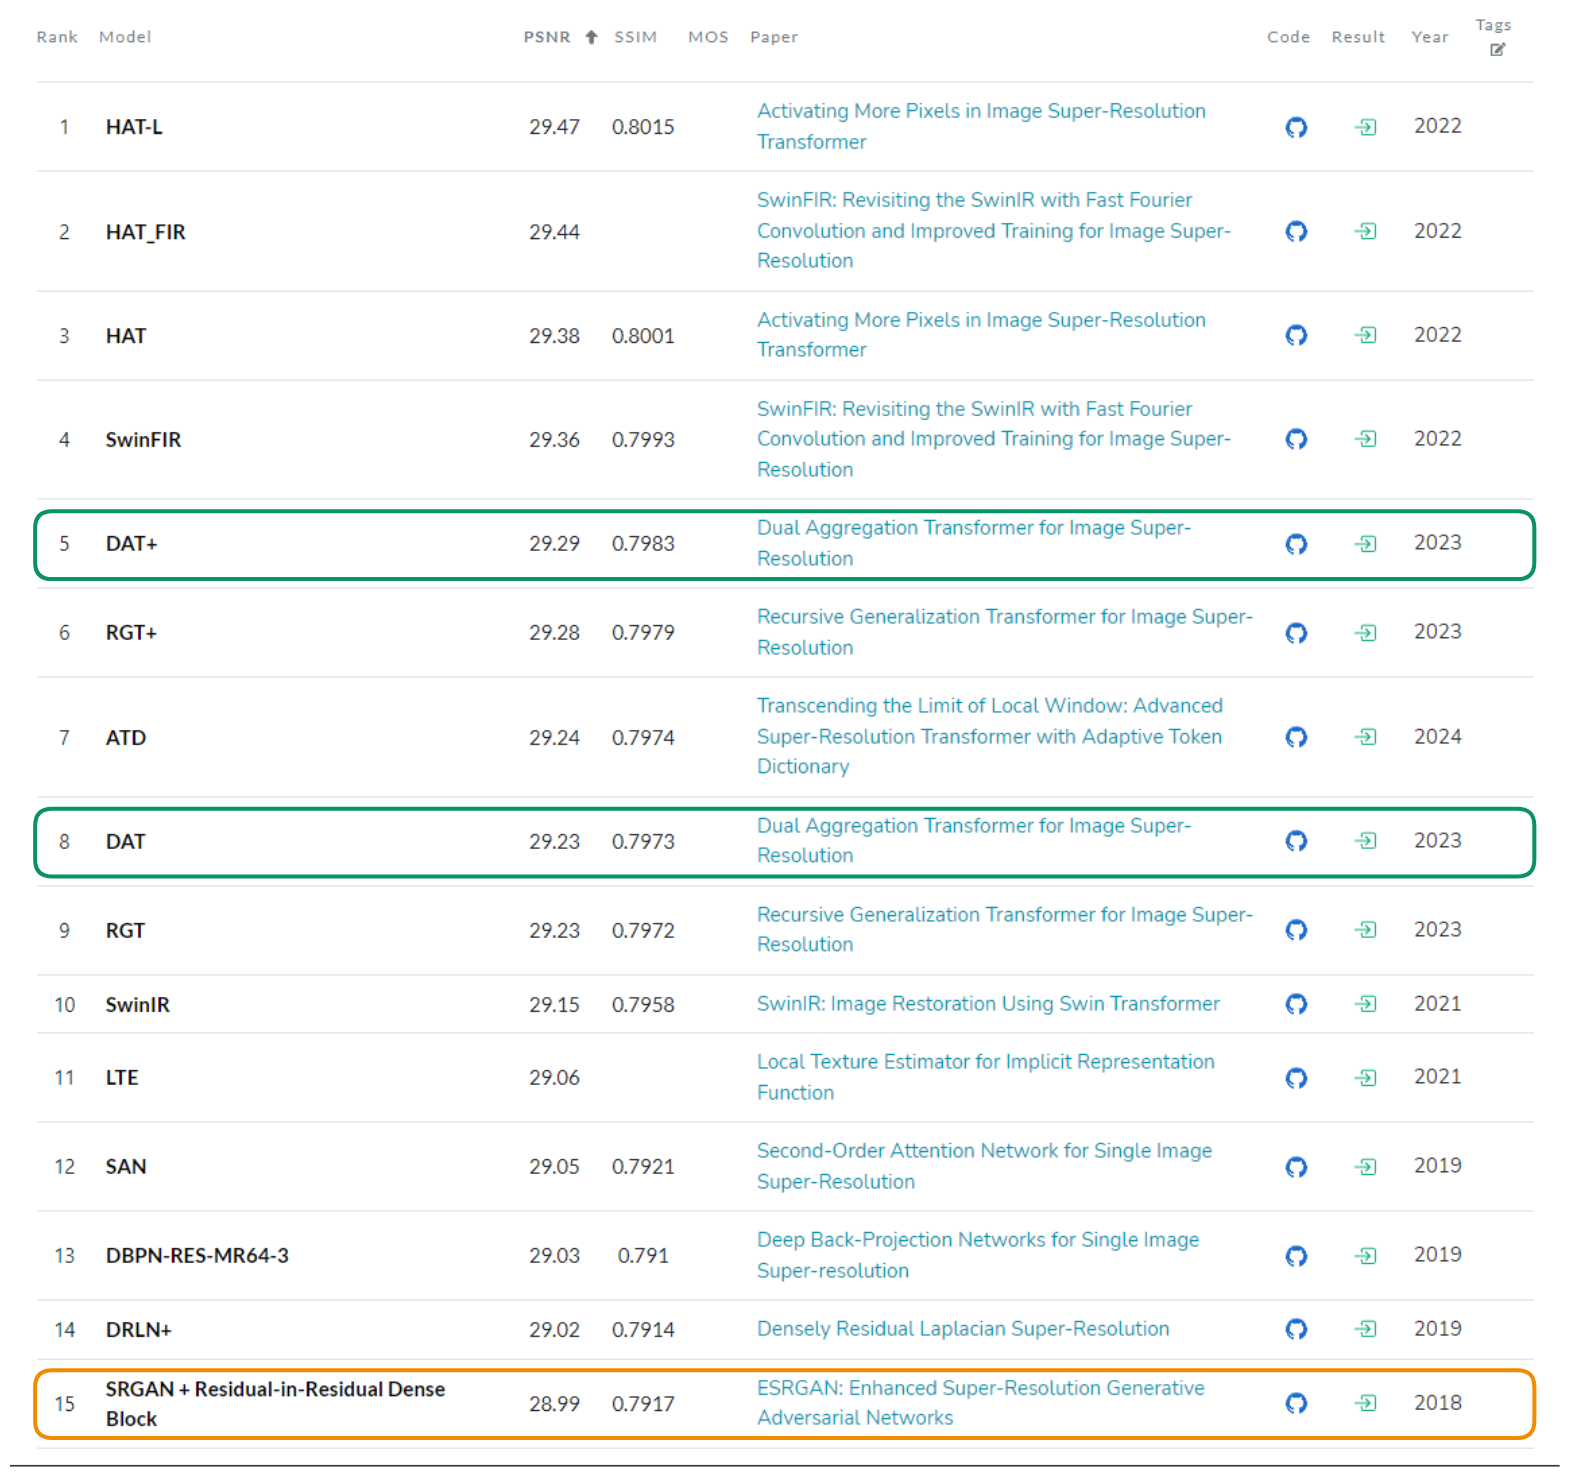 Rank Model PSNR SSIM MOS Paper Code Result Year Tags
1 HAT-L 29.47 0.8015 Activating More Pixels in Image Super-Resolution 2022
Transformer
2 HAT_FIR 29.44 SwinFIR: Revisiting the SwinIR with Fast Fourier
Convolution and Improved Training for Image Super- 2022
Resolution
3 HAT 29.38 0.8001 Activating More Pixels in Image Super-Resolution 2022
Transformer
4 SwinFIR 29.36 0.7993 SwinFIR: Revisiting the SwinIR with Fast Fourier
Convolution and Improved Training for Image Super- 2022
Resolution
5 DAT+ 29.29 0.7983 Dual Aggregation Transformer for Image Super- 2023
Resolution
6 RGT+ 29.28 0.7979 Recursive Generalization Transformer for Image Super- 2023
Resolution
7 ATD 29.24 0.7974 Transcending the Limit of Local Window: Advanced
Super-Resolution Transformer with Adaptive Token 2024
Dictionary
8 DAT 29.23 0.7973 Dual Aggregation Transformer for Image Super- 2023
Resolution
9 RGT 29.23 0.7972 Recursive Generalization Transformer for Image Super- 2023
Resolution
10 SwinIR 29.15 0.7958 SwinIR: Image Restoration Using Swin Transformer 2021
11 LTE 29.06 Local Texture Estimator for Implicit Representation 2021
Function
12 SAN 29.05 0.7921 Second-Order Attention Network for Single Image 2019
Super-Resolution
13 DBPN-RES-MR64-3 29.03 0.791 Deep Back-Projection Networks for Single Image 2019
Super-resolution
14 DRLN+ 29.02 0.7914 Densely Residual Laplacian Super-Resolution 2019
15 SRGAN + Residual-in-Residual Dense 28.99 0.7917 ESRGAN: Enhanced Super-Resolution Generative 2018
Block Adversarial Networks